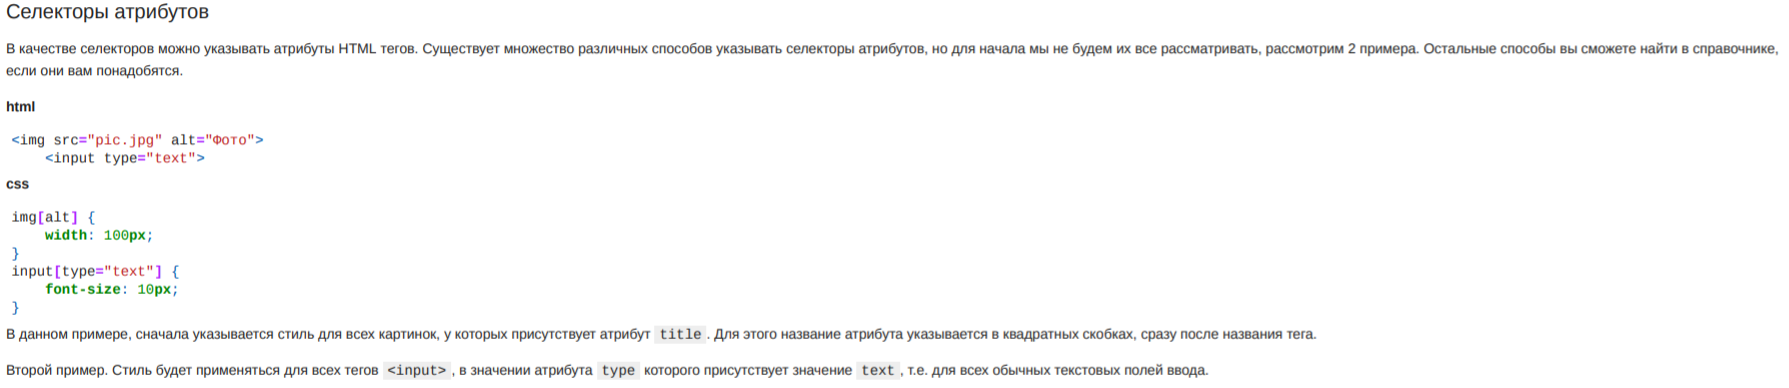 Селекторы атрибутов
В качестве селекторов можно указывать атрибуты HTML тегов. Существует множество различных способов указывать селекторы атрибутов, но для начала мы не будем их все рассматривать, рассмотрим 2 примера. Остальные способы вы сможете найти в справочнике,
если они вам понадобятся.
html
<img src="pic.jpg" alt="Фото">
    <input type="text">
css
img[alt] {
    width: 100px;
}
input[type="text"] {
    font-size: 10px;
}
В данном примере, сначала указывается стиль для всех картинок, у которых присутствует атрибут title . Для этого название атрибута указывается в квадратных скобках, сразу после названия тега.
Второй пример. Стиль будет применяться для всех тегов <input> , в значении атрибута type которого присутствует значение text , т.е. для всех обычных текстовых полей ввода.